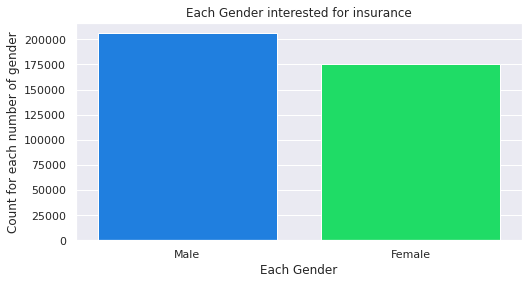 Each Gender interested for insurance
Count for each number of gender
200000
175000
150000
125000
100000
75000
50000
25000
0
Male Female
Each Gender